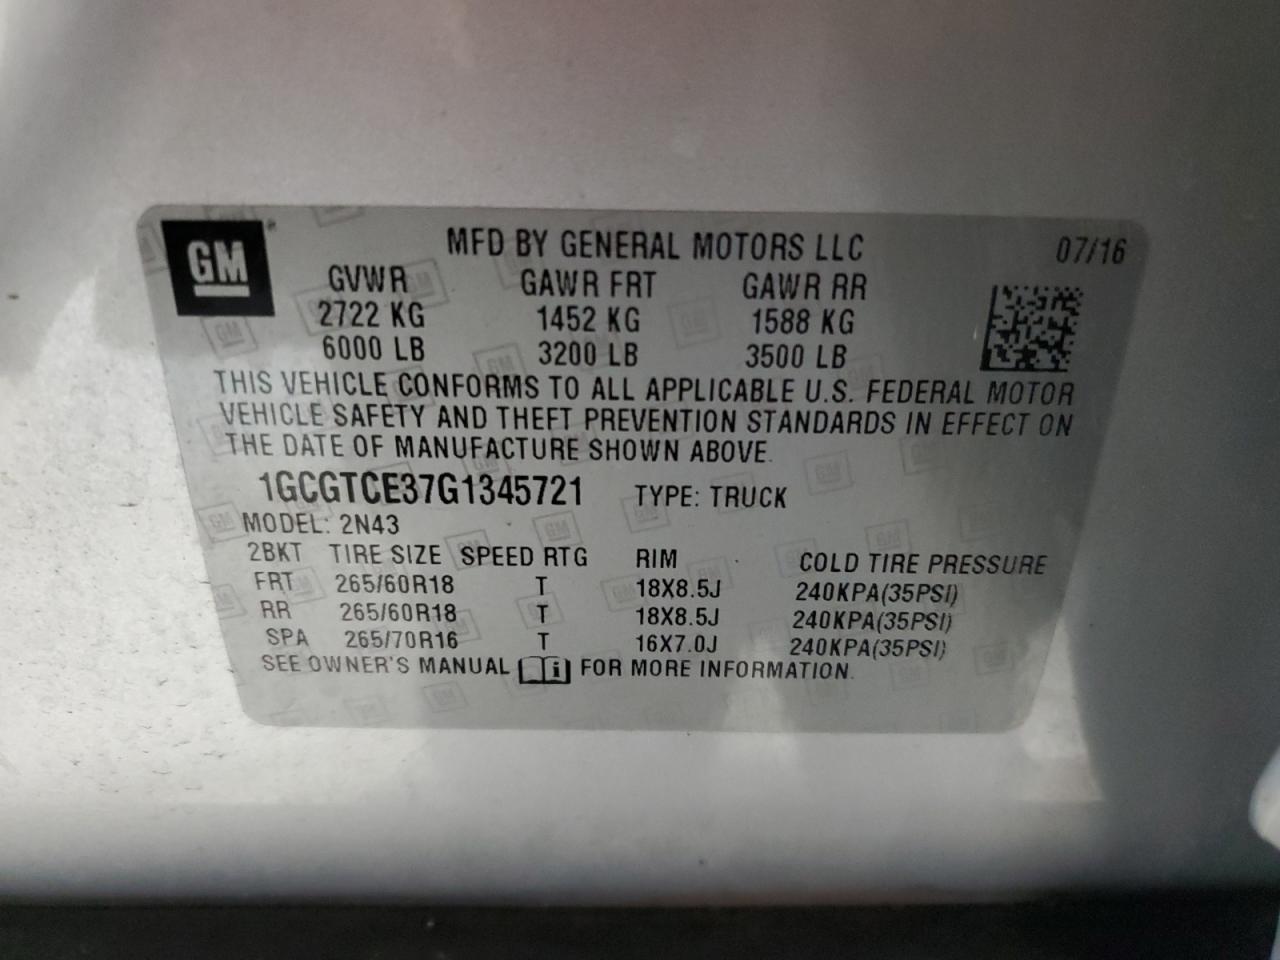 GM
MFD BY GENERAL MOTORS LLC 07/16
GVWR GAWR FRT GAWR RR
2722 KG 1452 KG 1588 KG
6000 LB 3200 LB 3500 LB
THIS VEHICLE CONFORMS TO ALL APPLICABLE U.S. FEDERAL MOTOR
VEHICLE SAFETY AND THEFT PREVENTION STANDARDS IN EFFECT ON
THE DATE OF MANUFACTURE SHOWN ABOVE.
1GCGTCE37G1345721 TYPE: TRUCK
MODEL: 2N43
2BKT TIRE SIZE SPEED RTG RIM COLD TIRE PRESSURE
FRT 265/60R18 T 18X8.5J 240KPA(35PSI)
RR 265/60R18 T 18X8.5J 240KPA(35PSI)
SPA 265/70R16 T 16X7.0J 240KPA(35PSI)
SEE OWNER'S MANUAL i FOR MORE INFORMATION.